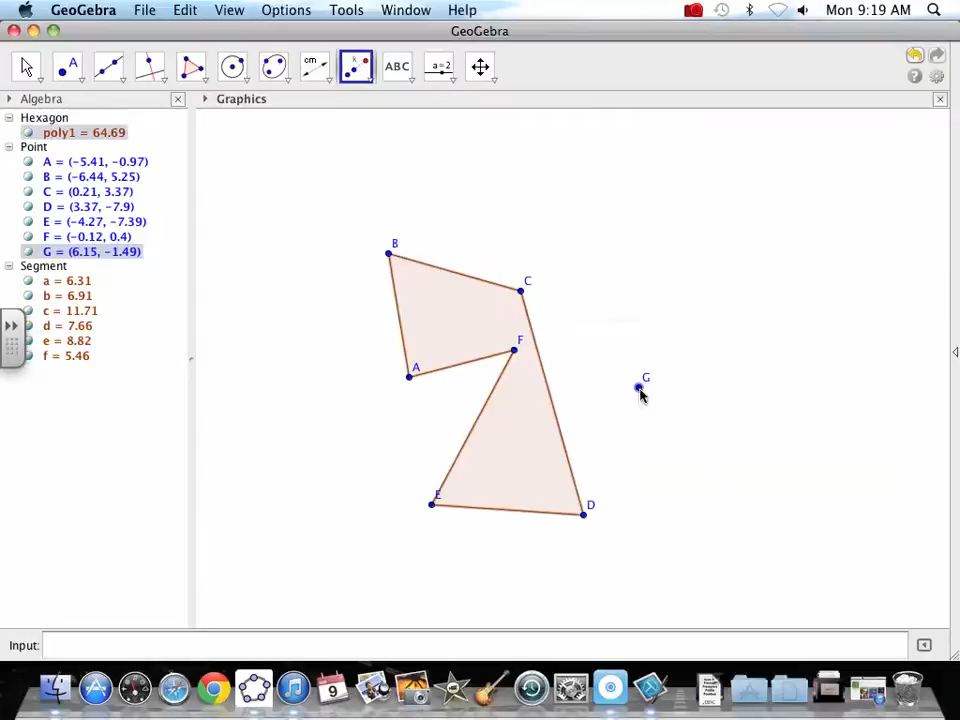 GeoGebra File Edit View Options Tools Window Help Mon 9:19 AM
GeoGebra
A cm k ABC a=2
Algebra
Graphics
Hexagon
poly1 = 64.69
Point
A = (-5.41, -0.97)
B = (-6.44, 5.25)
C = (0.21, 3.37)
D = (3.37, -7.9)
E = (-4.27, -7.39)
F = (-0.12, 0.4)
G = (6.15, -1.49)
Segment
a = 6.31
b = 6.91
c = 11.71
d = 7.66
e = 8.82
f = 5.46
B
C
F
A
G
E
D
Input:
9